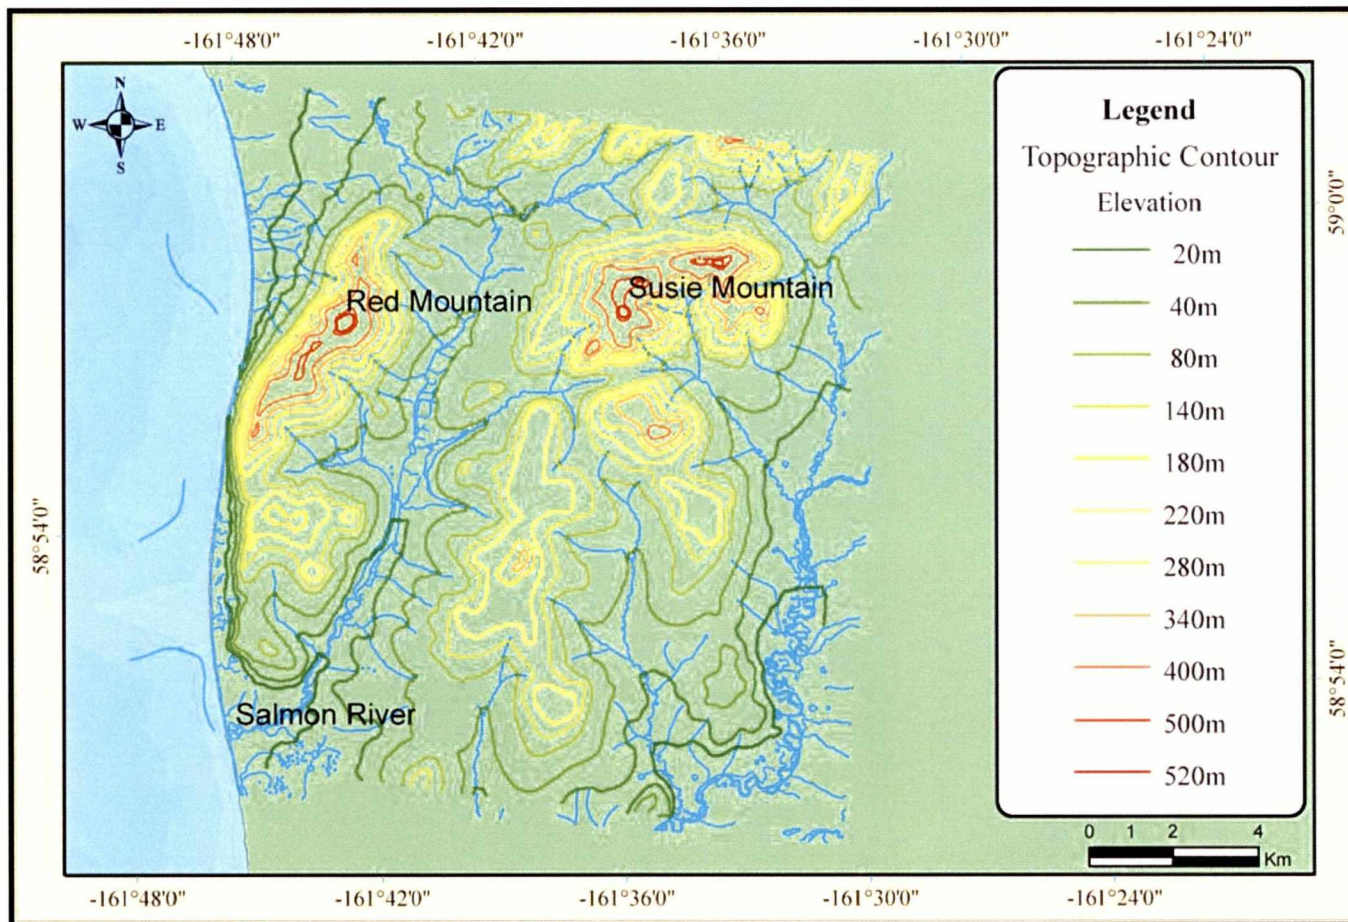 -161°48'0" -161°42'0" -161°36'0" -161°30'0" -161°24'0"
N
W E
S
Legend
Topographic Contour
Elevation
20m
40m
80m
140m
180m
220m
280m
340m
400m
500m
520m
59°0'0"
Red Mountain
Susie Mountain
58°54'0"
58°54'0"
Salmon River
0 1 2 4
Km
-161°48'0" -161°42'0" -161°36'0" -161°30'0" -161°24'0"